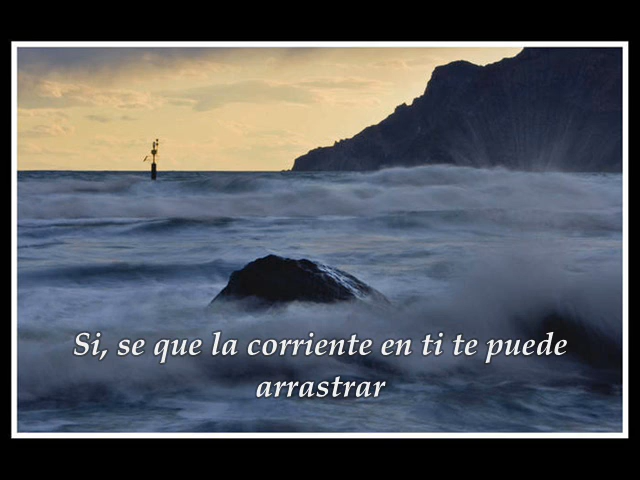 Si, se que la corriente en ti te puede
arrastrar